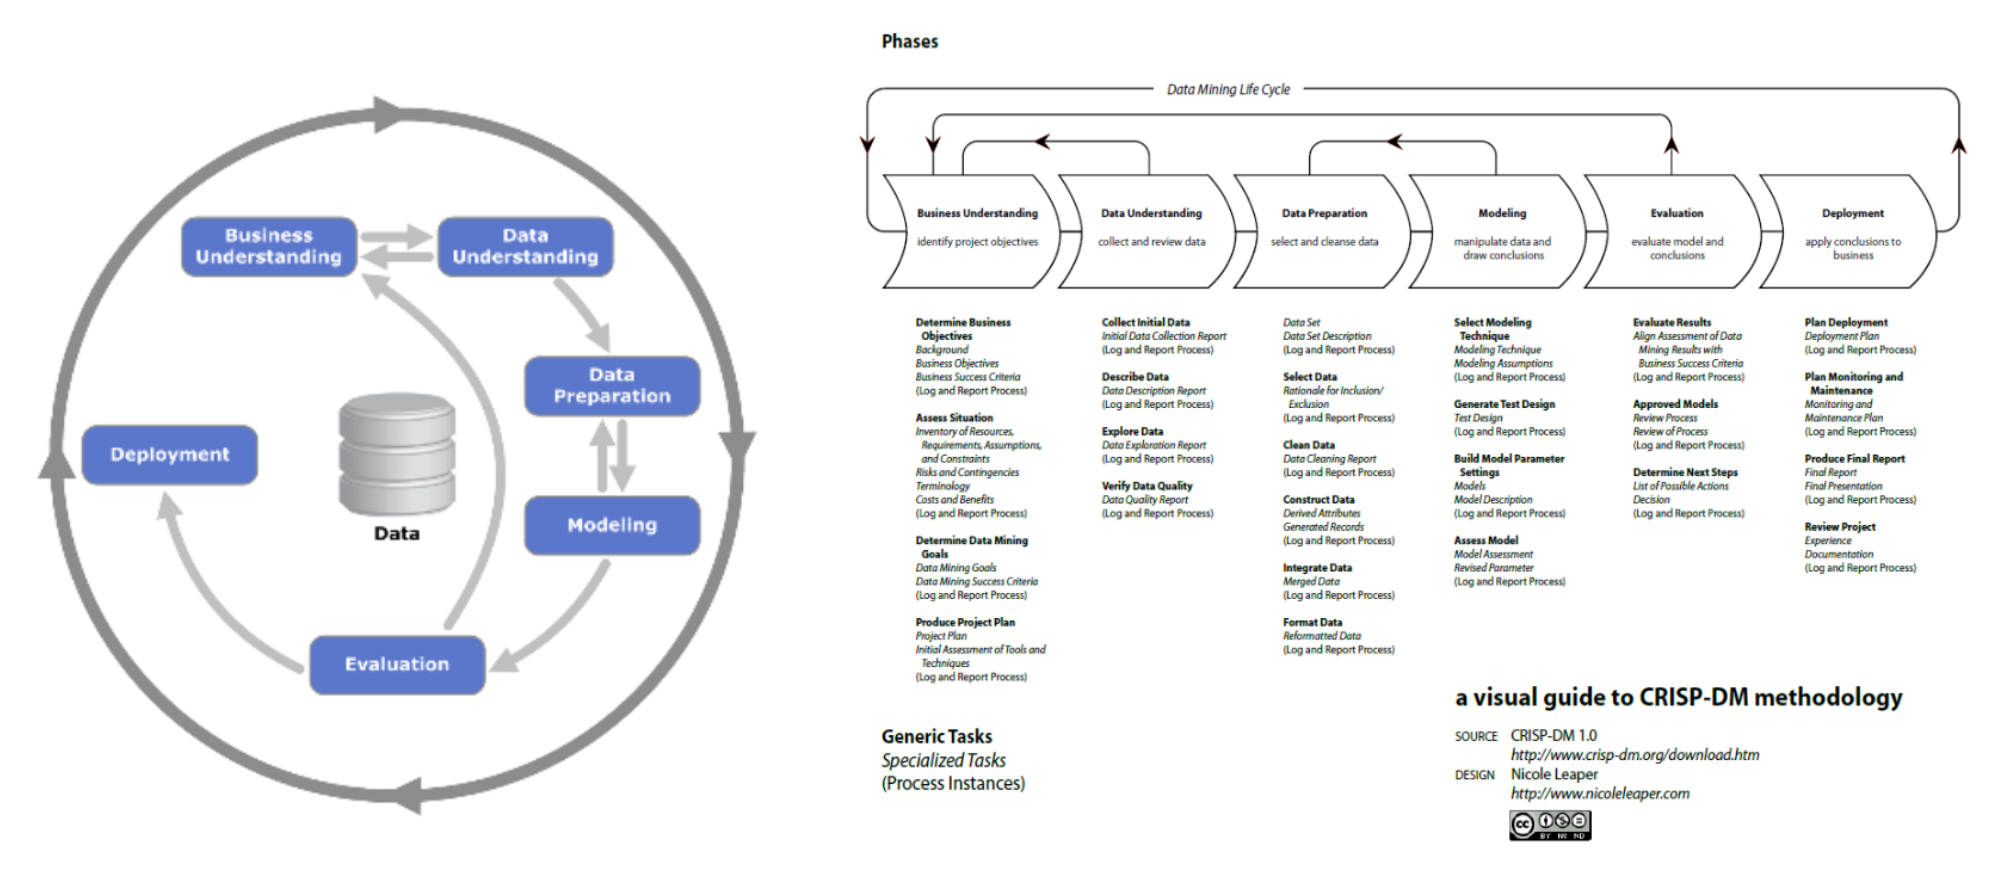 Business
Understanding
Data
Understanding
Data
Preparation
Deployment
Data
Modeling
Evaluation
Phases
Data Mining Life Cycle
Business Understanding
identify project objectives
Data Understanding
collect and review data
Data Preparation
select and cleanse data
Modeling
manipulate data and
draw conclusions
Evaluation
evaluate model and
conclusions
Deployment
apply conclusions to
business
Determine Business
Objectives
Background
Business Objectives
Business Success Criteria
(Log and Report Process)
Assess Situation
Inventory of Resources,
Requirements, Assumptions,
and Constraints
Risks and Contingencies
Terminology
Costs and Benefits
(Log and Report Process)
Determine Data Mining
Goals
Data Mining Goals
Data Mining Success Criteria
(Log and Report Process)
Produce Project Plan
Project Plan
Initial Assessment of Tools and
Techniques
(Log and Report Process)
Collect Initial Data
Initial Data Collection Report
(Log and Report Process)
Describe Data
Data Description Report
(Log and Report Process)
Explore Data
Data Exploration Report
(Log and Report Process)
Verify Data Quality
Data Quality Report
(Log and Report Process)
Data Set
Data Set Description
(Log and Report Process)
Select Data
Rationale for Inclusion/
Exclusion
(Log and Report Process)
Clean Data
Data Cleaning Report
(Log and Report Process)
Construct Data
Derived Attributes
Generated Records
(Log and Report Process)
Integrate Data
Merged Data
(Log and Report Process)
Format Data
Reformatted Data
(Log and Report Process)
Select Modeling
Technique
Modeling Technique
Modeling Assumptions
(Log and Report Process)
Generate Test Design
Test Design
(Log and Report Process)
Build Model Parameter
Settings
Models
Model Description
(Log and Report Process)
Assess Model
Model Assessment
Revised Parameter
(Log and Report Process)
Evaluate Results
Align Assessment of Data
Mining Results with
Business Success Criteria
(Log and Report Process)
Approved Models
Review Process
Review of Process
(Log and Report Process)
Determine Next Steps
List of Possible Actions
Decision
(Log and Report Process)
Plan Deployment
Deployment Plan
(Log and Report Process)
Plan Monitoring and
Maintenance
Monitoring and
Maintenance Plan
(Log and Report Process)
Produce Final Report
Final Report
Final Presentation
(Log and Report Process)
Review Project
Experience
Documentation
(Log and Report Process)
Generic Tasks
Specialized Tasks
(Process Instances)
a visual guide to CRISP-DM methodology
SOURCE CRISP-DM 1.0
http://www.crisp-dm.org/download.htm
DESIGN Nicole Leaper
http://www.nicoleleaper.com
cc
BY NC ND